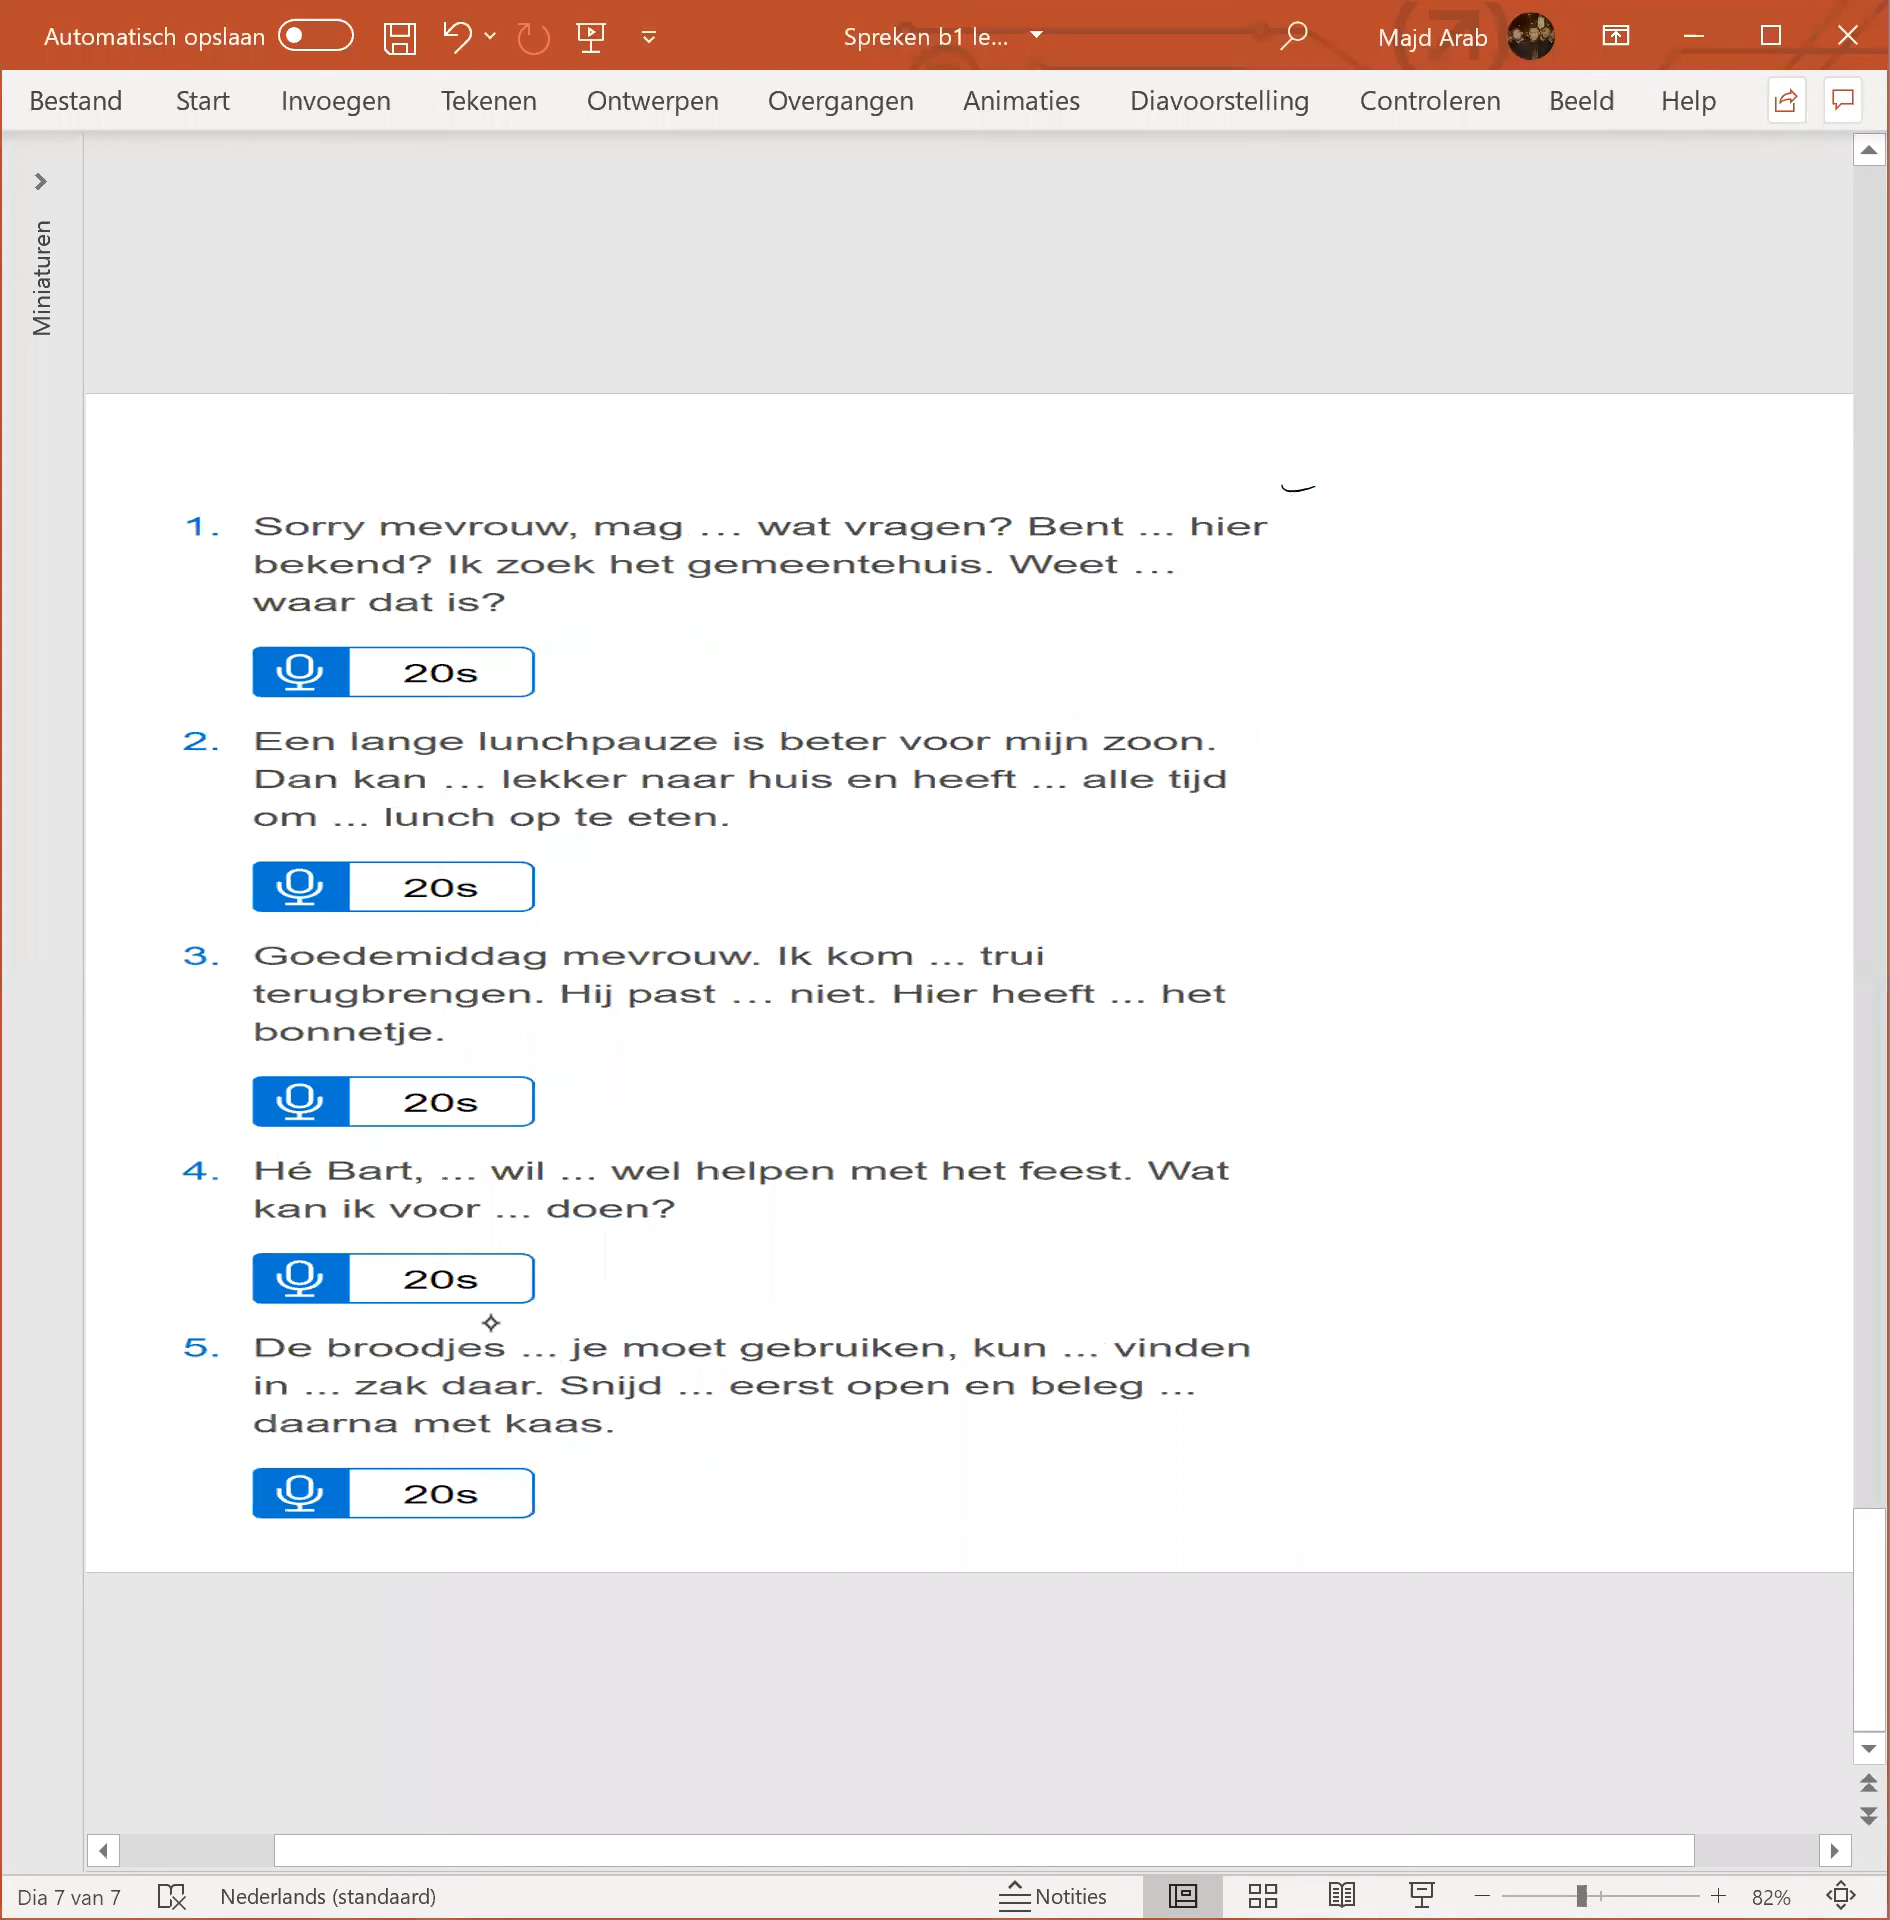 Automatisch opslaan
Spreken b1 le...
Majd Arab
Bestand Start Invoegen Tekenen Ontwerpen Overgangen Animaties Diavoorstelling Controleren Beeld Help
Miniaturen
1. Sorry mevrouw, mag ... wat vragen? Bent ... hier
bekend? Ik zoek het gemeentehuis. Weet ...
waar dat is?
20s
2. Een lange lunchpauze is beter voor mijn zoon.
Dan kan ... lekker naar huis en heeft ... alle tijd
om ... lunch op te eten.
20s
3. Goedemiddag mevrouw. Ik kom ... trui
terugbrengen. Hij past ... niet. Hier heeft ... het
bonnetje.
20s
4. Hé Bart, ... wil ... wel helpen met het feest. Wat
kan ik voor ... doen?
20s
5. De broodjes ... je moet gebruiken, kun ... vinden
in ... zak daar. Snijd ... eerst open en beleg ...
daarna met kaas.
20s
Dia 7 van 7 Nederlands (standaard) Notities 82%